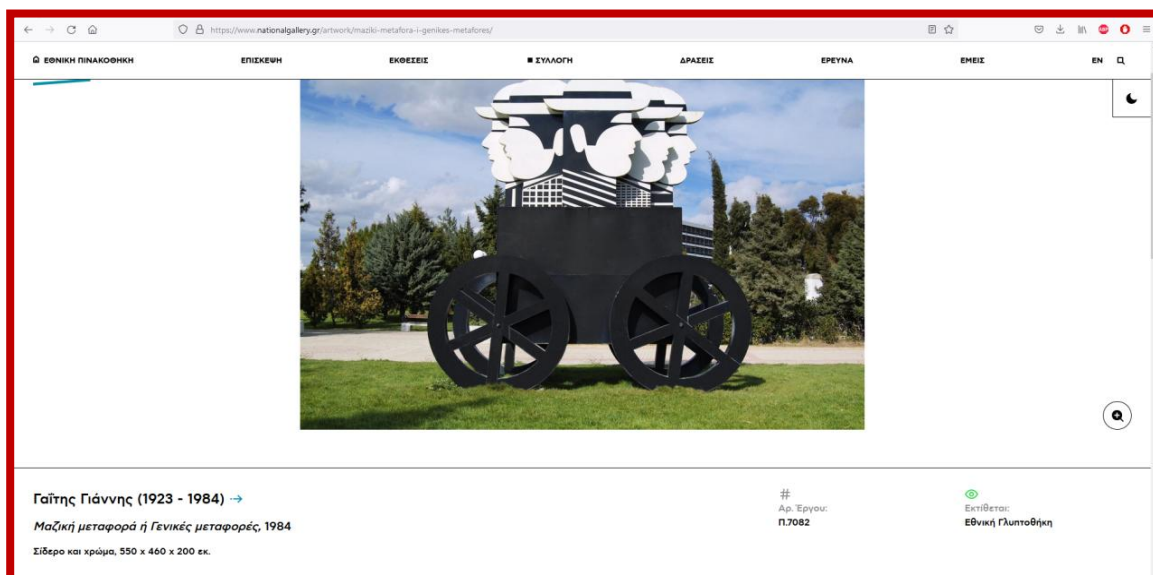 https://www.nationalgallery.gr/artwork/maziki-metafora-i-genikes-metafores/
ΕΘΝΙΚΗ ΠΙΝΑΚΟΘΗΚΗ ΕΠΙΣΚΕΨΗ ΕΚΘΕΣΕΙΣ ΣΥΛΛΟΓΗ ΔΡΑΣΕΙΣ ΕΡΕΥΝΑ ΕΜΕΙΣ EN
Γαΐτης Γιάννης (1923 - 1984) →
Μαζική μεταφορά ή Γενικές μεταφορές, 1984
Σίδερο και χρώμα, 550 x 460 x 200 εκ.
#
Αρ. Έργου:
Π.7082
Εκτίθεται:
Εθνική Γλυπτοθήκη